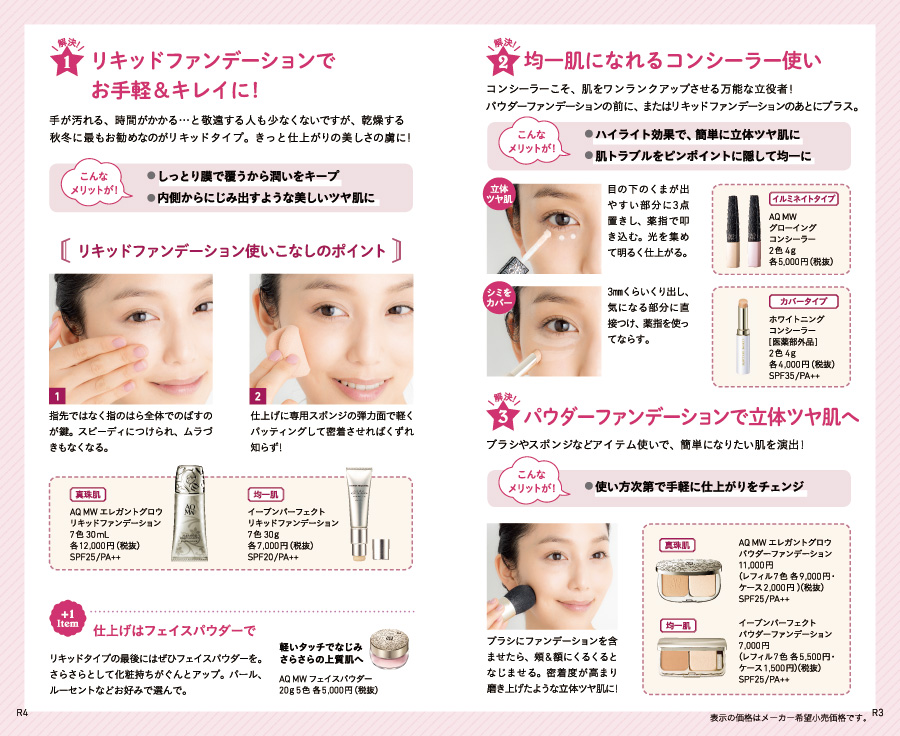 解決!
1
リキッドファンデーションで
お手軽&キレイに!
手が汚れる、時間がかかる…と敬遠する人も少なくないですが、乾燥する
秋冬に最もお勧めなのがリキッドタイプ。きっと仕上がりの美しさの虜に!
こんな
メリットが!
●しっとり膜で覆うから潤いをキープ
●内側からにじみ出すような美しいツヤ肌に
リキッドファンデーション使いこなしのポイント
1
指先ではなく指のはら全体でのばすの
が鍵。スピーディにつけられ、ムラづ
きもなくなる。
2
仕上げに専用スポンジの弾力面で軽く
パッティングして密着させればくずれ
知らず!
真珠肌
AQ MW エレガントグロウ
リキッドファンデーション
7色 30mL
各12,000円(税抜)
SPF25/PA++
AQ
MW
均一肌
イーブンパーフェクト
リキッドファンデーション
7色 30g
各7,000円(税抜)
SPF20/PA++
+1
Item
仕上げはフェイスパウダーで
リキッドタイプの最後にはぜひフェイスパウダーを。
さらさらとして化粧持ちがぐんとアップ。パール、
ルーセントなどお好みで選んで。
軽いタッチでなじみ
さらさらの上質肌へ
AQ MW フェイスパウダー
20g 5色 各5,000円(税抜)
R4
解決!
2
均一肌になれるコンシーラー使い
コンシーラーこそ、肌をワンランクアップさせる万能な立役者!
パウダーファンデーションの前に、またはリキッドファンデーションのあとにプラス。
こんな
メリットが!
●ハイライト効果で、簡単に立体ツヤ肌に
●肌トラブルをピンポイントに隠して均一に
立体
ツヤ肌
目の下のくまが出
やすい部分に3点
置きし、薬指で叩
き込む。光を集め
て明るく仕上がる。
イルミネイトタイプ
AQ MW
グローイング
コンシーラー
2色 4g
各5,000円(税抜)
シミを
カバー
3mmくらいくり出し、
気になる部分に直
接つけ、薬指を使っ
てならす。
カバータイプ
ホワイトニング
コンシーラー
[医薬部外品]
2色 4g
各4,000円(税抜)
SPF35/PA++
解決!
3
パウダーファンデーションで立体ツヤ肌へ
ブラシやスポンジなどアイテム使いで、簡単になりたい肌を演出!
こんな
メリットが!
●使い方次第で手軽に仕上がりをチェンジ
ブラシにファンデーションを含
ませたら、頬&額にくるくると
なじませる。密着度が高まり
磨き上げたような立体ツヤ肌に!
真珠肌
AQ MW エレガントグロウ
パウダーファンデーション
11,000円
(レフィル7色 各9,000円・
ケース2,000円)(税抜)
SPF25/PA++
均一肌
イーブンパーフェクト
パウダーファンデーション
7,000円
(レフィル7色 各5,500円・
ケース1,500円)(税抜)
SPF25/PA++
R3
表示の価格はメーカー希望小売価格です。